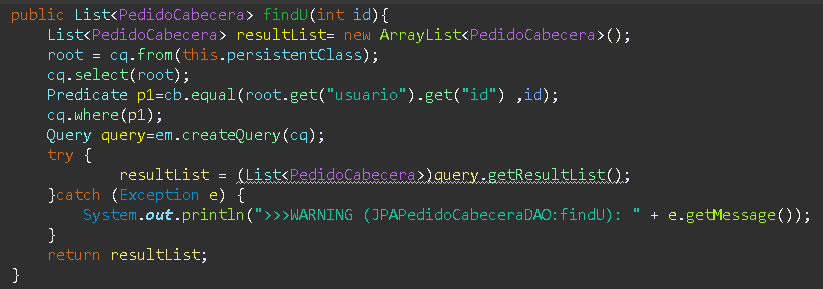 public List<PedidoCabecera> findU(int id){
    List<PedidoCabecera> resultList= new ArrayList<PedidoCabecera>();
    root = cq.from(this.persistentClass);
    cq.select(root);
    Predicate p1=cb.equal(root.get("usuario").get("id") ,id);
    cq.where(p1);
    Query query=em.createQuery(cq);
    try {
            resultList = (List<PedidoCabecera>)query.getResultList();
    }catch (Exception e) {
        System.out.println(">>>WARNING (JPAPedidoCabeceraDAO:findU): " + e.getMessage());
    }
    return resultList;
}